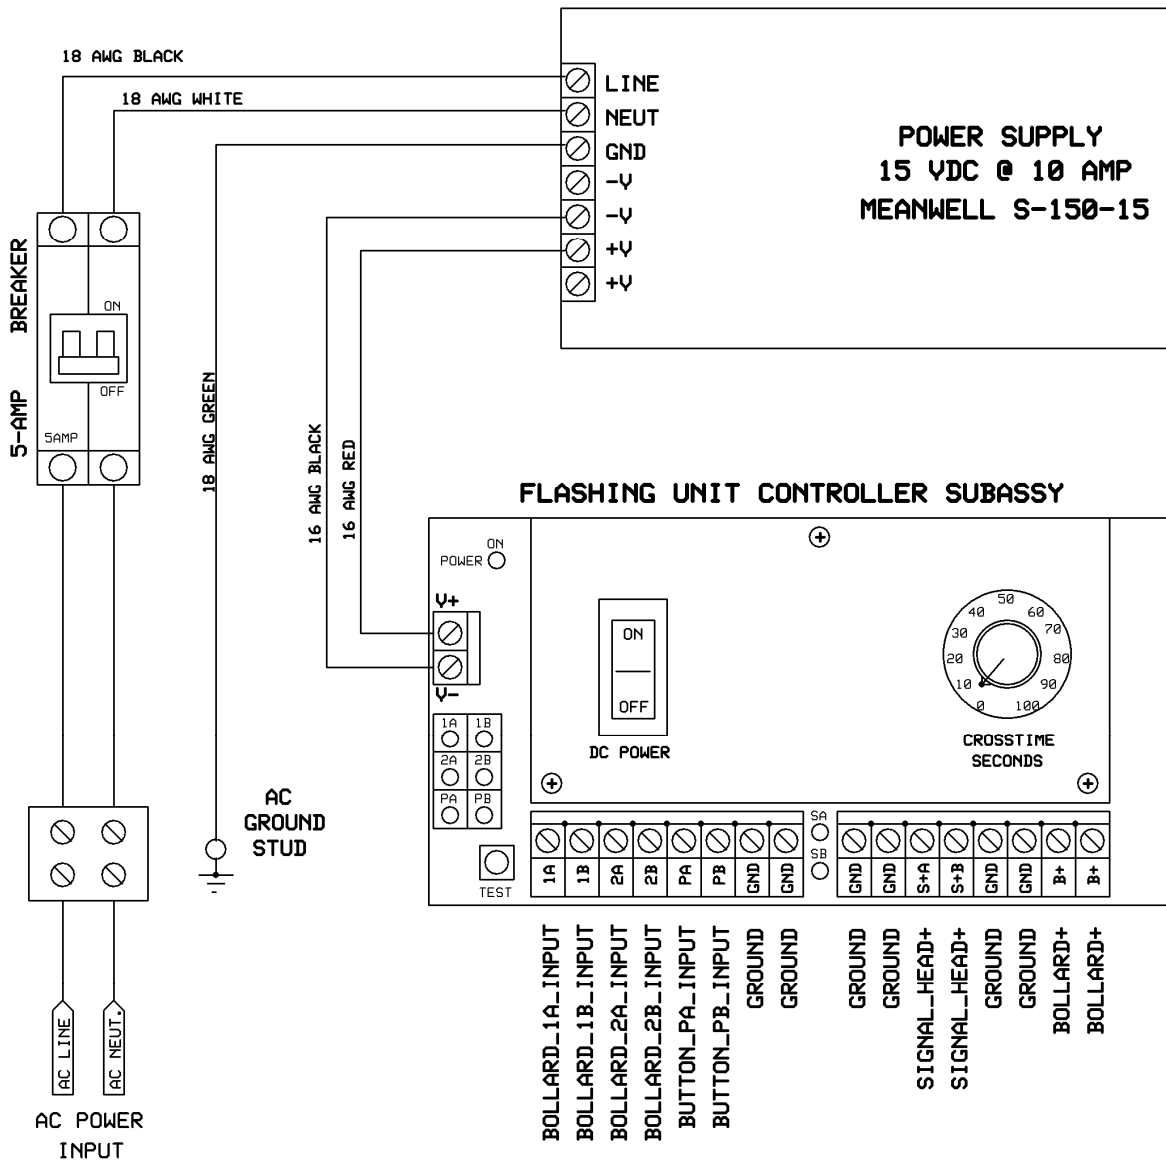 18 AWG BLACK
18 AWG WHITE
LINE
NEUT
GND
-V
-V
+V
+V
POWER SUPPLY
15 VDC @ 10 AMP
MEANWELL S-150-15
5-AMP BREAKER
ON
OFF
5AMP
18 AWG GREEN
16 AWG BLACK
16 AWG RED
FLASHING UNIT CONTROLLER SUBASSY
ON
POWER
V+
V-
1A 1B
2A 2B
PA PB
TEST
ON
OFF
DC POWER
0 10 20 30 40 50 60 70 80 90 100
CROSSTIME
SECONDS
SA
SB
1A 1B 2A 2B PA PB GND GND
GND GND S+A S+B GND GND B+ B+
BOLLARD_1A_INPUT
BOLLARD_1B_INPUT
BOLLARD_2A_INPUT
BOLLARD_2B_INPUT
BUTTON_PA_INPUT
BUTTON_PB_INPUT
GROUND
GROUND
GROUND
GROUND
SIGNAL_HEAD+
SIGNAL_HEAD+
GROUND
GROUND
BOLLARD+
BOLLARD+
AC
GROUND
STUD
AC LINE
AC NEUT.
AC POWER
INPUT